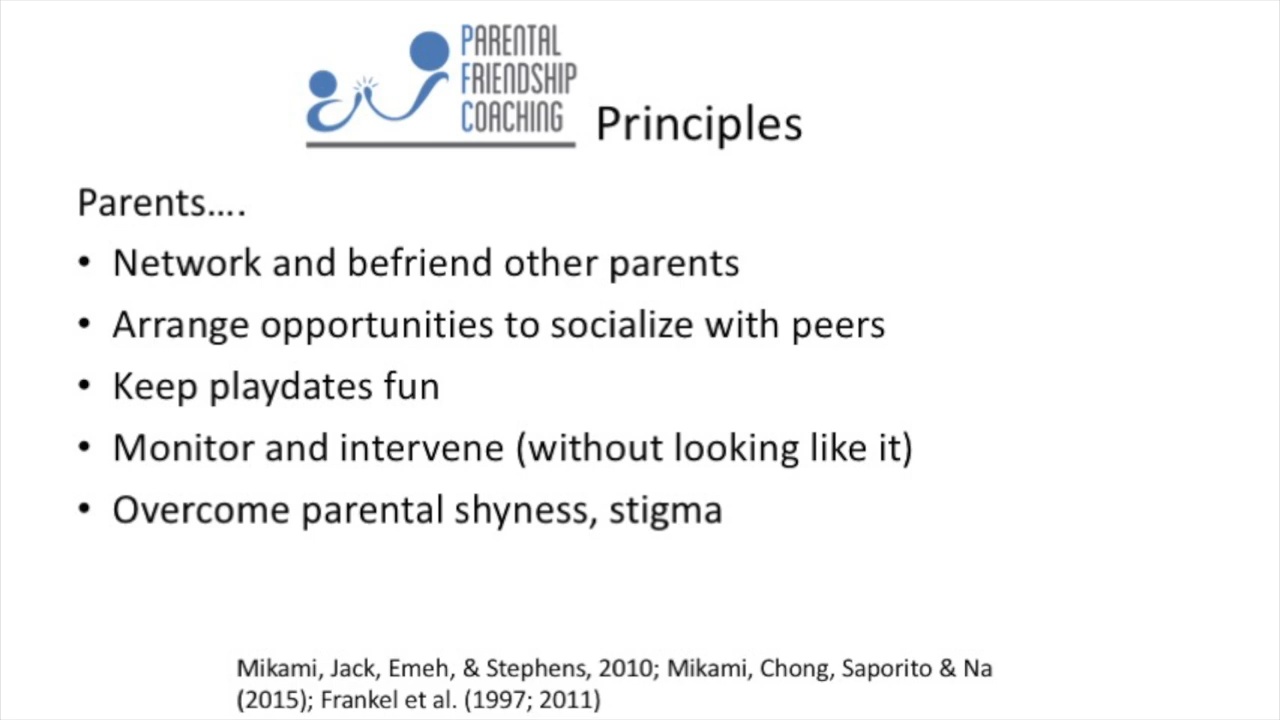 PARENTAL
FRIENDSHIP
COACHING
Principles
Parents....
• Network and befriend other parents
• Arrange opportunities to socialize with peers
• Keep playdates fun
• Monitor and intervene (without looking like it)
• Overcome parental shyness, stigma
Mikami, Jack, Emeh, & Stephens, 2010; Mikami, Chong, Saporito & Na
(2015); Frankel et al. (1997; 2011)